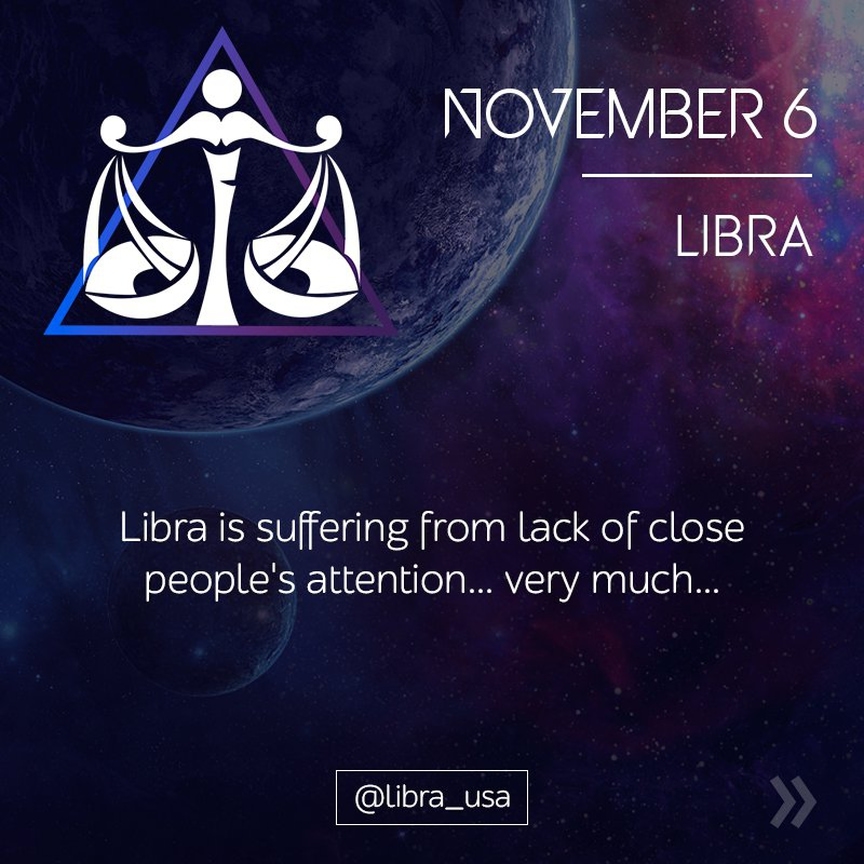 NOVEMBER 6
LIBRA
Libra is suffering from lack of close
people's attention... very much...
@libra_usa